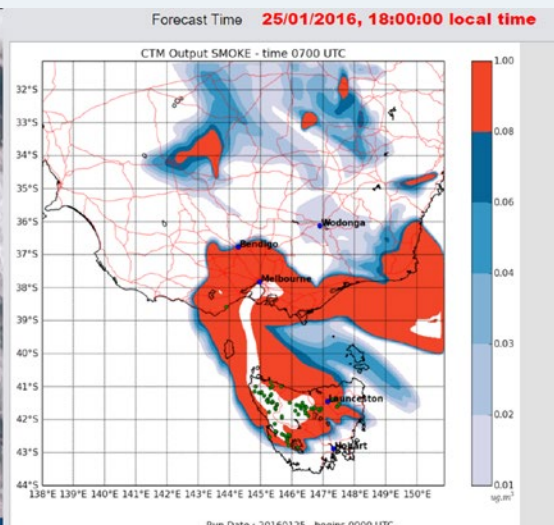 Forecast Time 25/01/2016, 18:00:00 local time
CTM Output SMOKE - time 0700 UTC
32°S
33°S
34°S
35°S
36°S
37°S
38°S
39°S
40°S
41°S
42°S
43°S
44°S
138°E 139°E 140°E 141°E 142°E 143°E 144°E 145°E 146°E 147°E 148°E 149°E 150°E
Wodonga
Bendigo
Melbourne
Launceston
Hobart
1.00
0.08
0.06
0.04
0.03
0.02
0.01
ug.m³
Run Date : 20160125 begins 0000 UTC